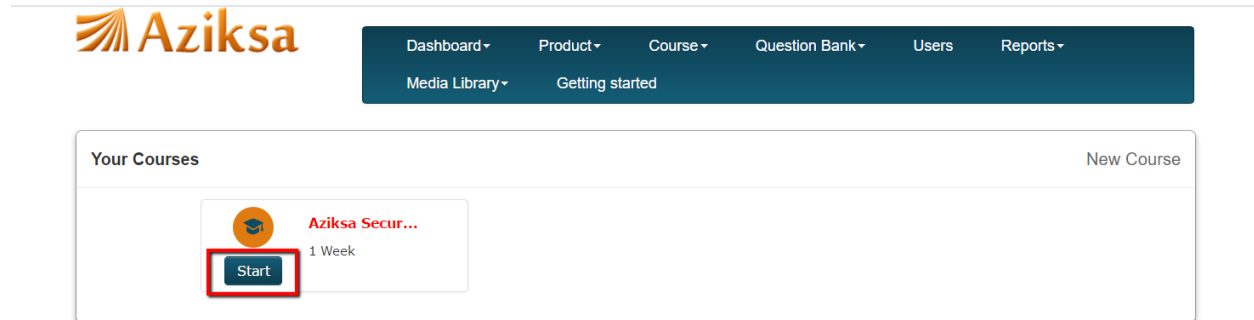 Aziksa
Dashboard Product Course Question Bank Users Reports
Media Library Getting started
Your Courses New Course
Aziksa Secur...
1 Week
Start